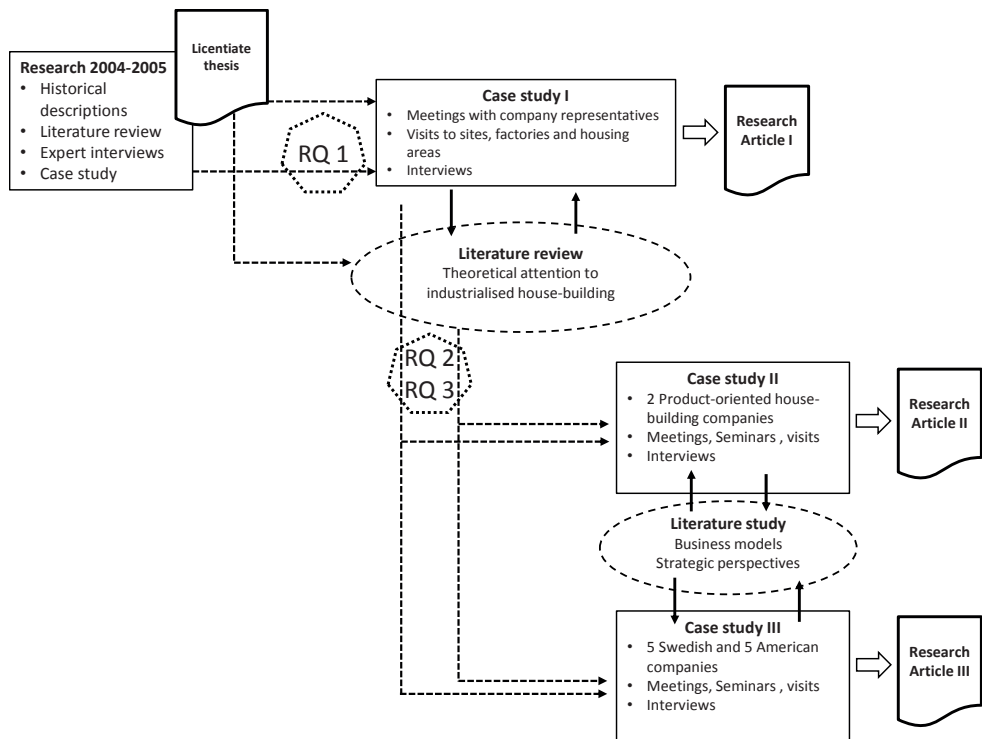 Licentiate
thesis
Research 2004-2005
• Historical
descriptions
• Literature review
• Expert interviews
• Case study
RQ 1
Case study I
• Meetings with company representatives
• Visits to sites, factories and housing
areas
• Interviews
Research
Article I
Literature review
Theoretical attention to
industrialised house-building
RQ 2
RQ 3
Case study II
• 2 Product-oriented house-
building companies
• Meetings, Seminars , visits
• Interviews
Research
Article II
Literature study
Business models
Strategic perspectives
Case study III
• 5 Swedish and 5 American
companies
• Meetings, Seminars , visits
• Interviews
Research
Article III